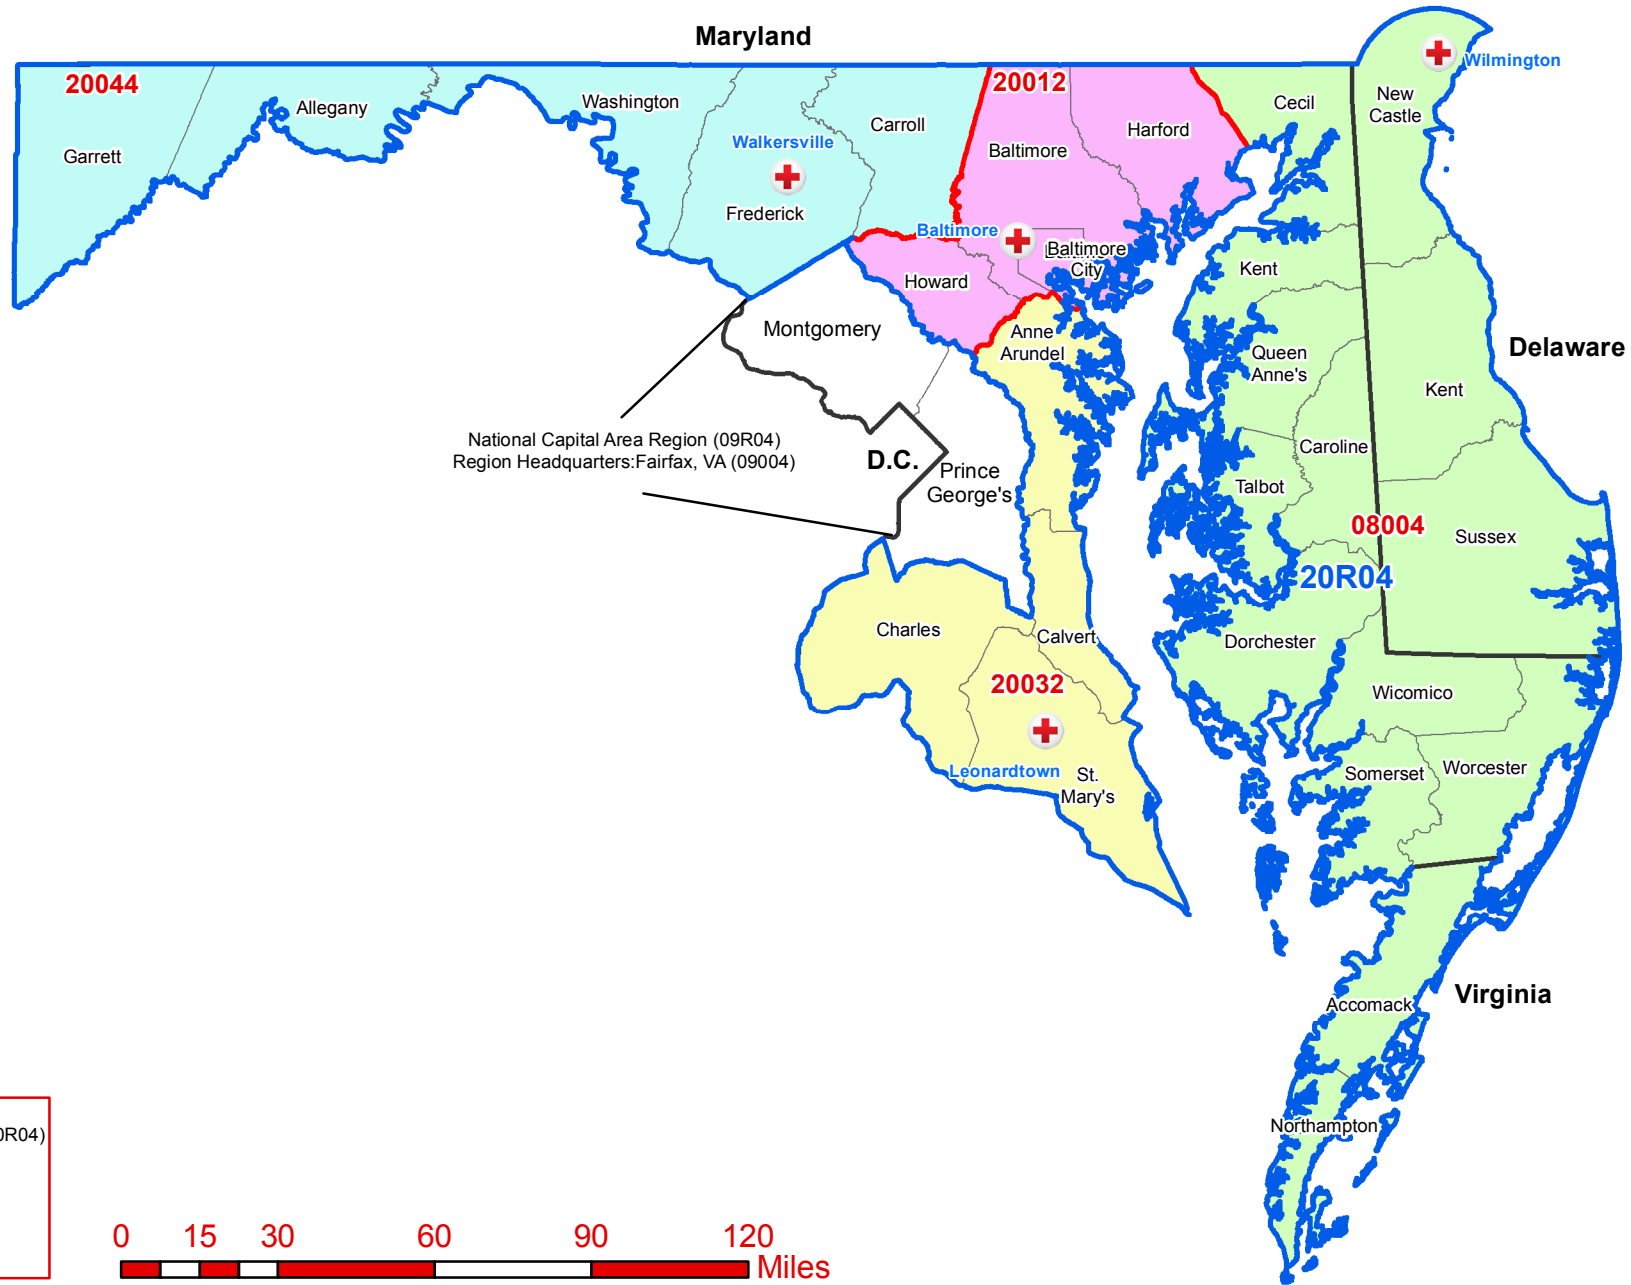 Maryland
Wilmington
20044
20012
New
Castle
Allegany
Washington
Cecil
Carroll
Harford
Walkersville
Garrett
Baltimore
Frederick
Baltimore
Baltimore
City
Kent
Howard
Montgomery
Anne
Arundel
Queen
Anne's
Delaware
Kent
National Capital Area Region (09R04)
Region Headquarters:Fairfax, VA (09004)
D.C.
Prince
George's
Caroline
Talbot
08004
Sussex
20R04
Charles
Calvert
Dorchester
20032
Wicomico
Leonardtown
St.
Mary's
Somerset
Worcester
Accomack
Virginia
Northampton
0R04)
0 15 30 60 90 120
Miles